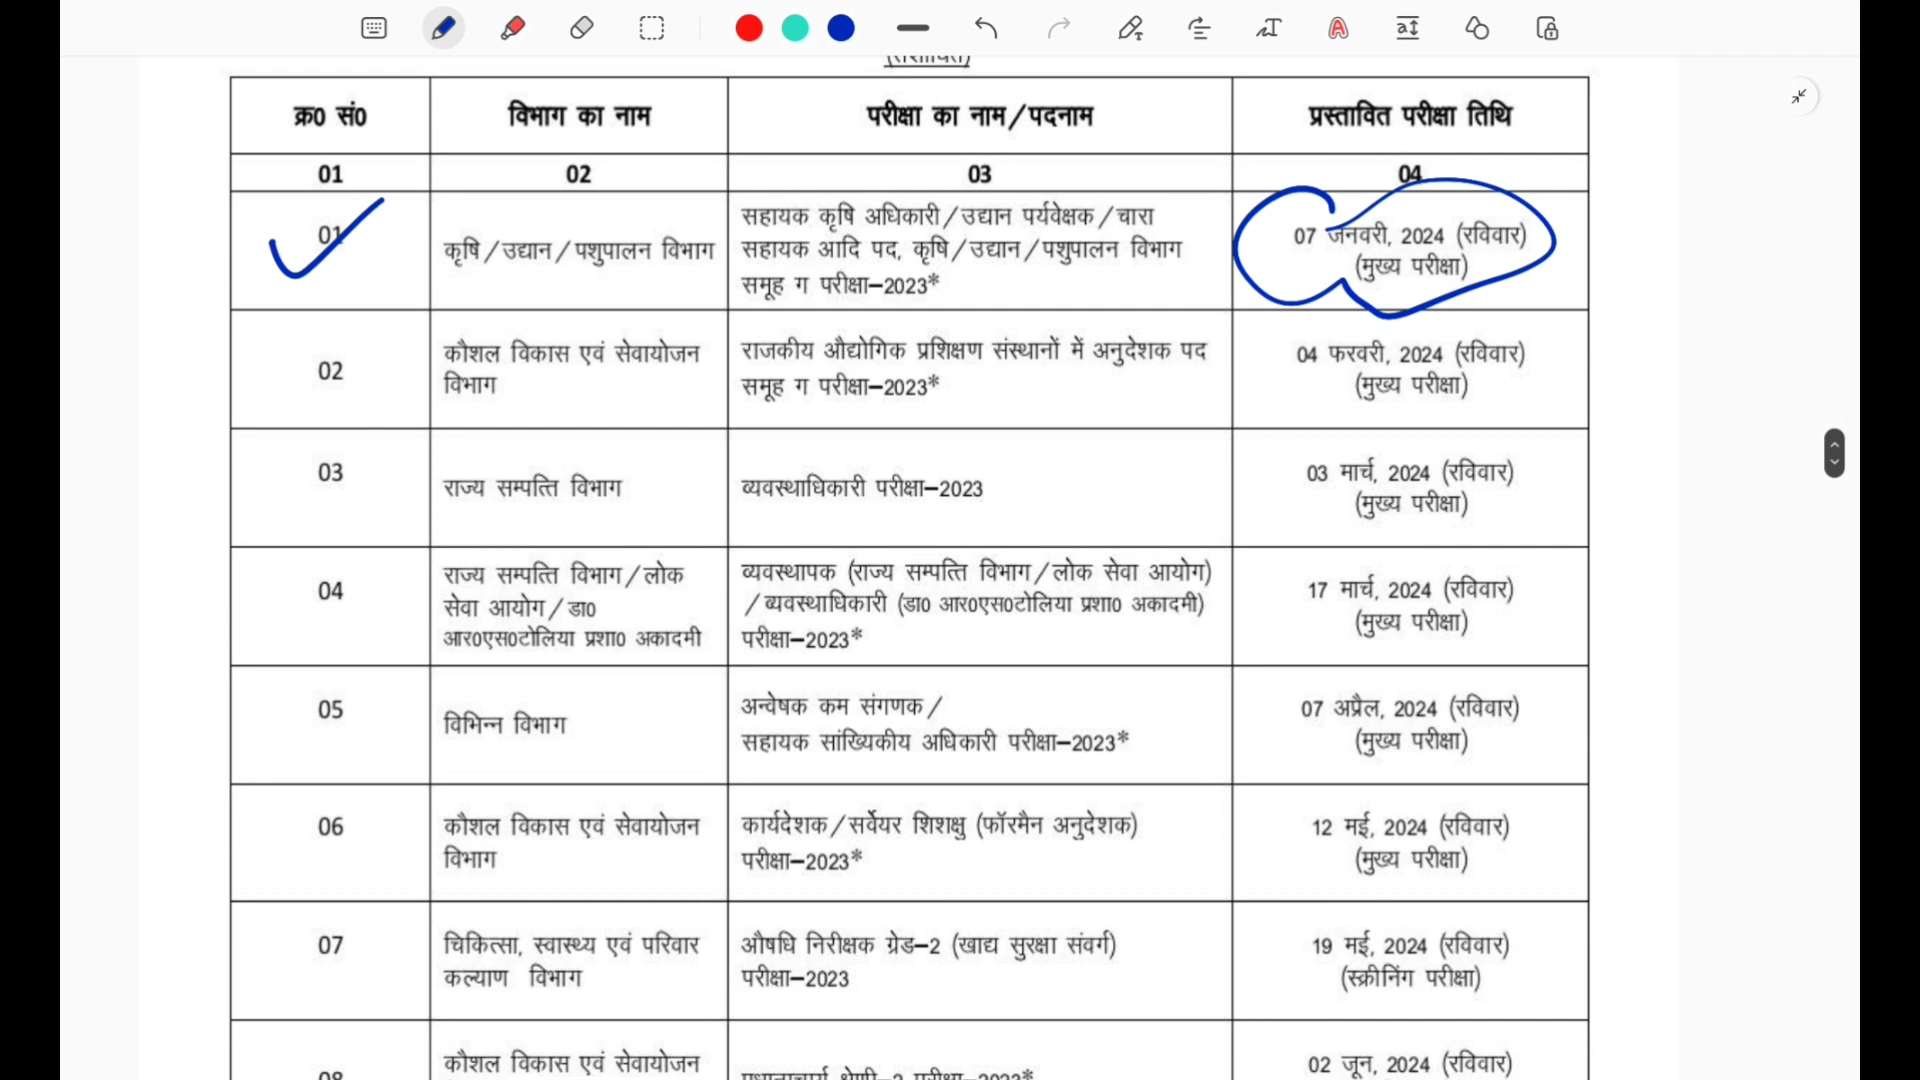 (संशोधित)
क्र0 सं0 विभाग का नाम परीक्षा का नाम/पदनाम प्रस्तावित परीक्षा तिथि
01 02 03 04
01
कृषि/उद्यान/पशुपालन विभाग
सहायक कृषि अधिकारी/उद्यान पर्यवेक्षक/चारा
सहायक आदि पद, कृषि/उद्यान/पशुपालन विभाग
समूह ग परीक्षा–2023*
07 जनवरी, 2024 (रविवार)
(मुख्य परीक्षा)
02
कौशल विकास एवं सेवायोजन
विभाग
राजकीय औद्योगिक प्रशिक्षण संस्थानों में अनुदेशक पद
समूह ग परीक्षा–2023*
04 फरवरी, 2024 (रविवार)
(मुख्य परीक्षा)
03
राज्य सम्पत्ति विभाग
व्यवस्थाधिकारी परीक्षा–2023
03 मार्च, 2024 (रविवार)
(मुख्य परीक्षा)
04
राज्य सम्पत्ति विभाग/लोक
सेवा आयोग/डा0
आर0एस0टोलिया प्रशा0 अकादमी
व्यवस्थापक (राज्य सम्पत्ति विभाग/लोक सेवा आयोग)
/व्यवस्थाधिकारी (डा0 आर0एस0टोलिया प्रशा0 अकादमी)
परीक्षा–2023*
17 मार्च, 2024 (रविवार)
(मुख्य परीक्षा)
05
विभिन्न विभाग
अन्वेषक कम संगणक/
सहायक सांख्यिकीय अधिकारी परीक्षा–2023*
07 अप्रैल, 2024 (रविवार)
(मुख्य परीक्षा)
06
कौशल विकास एवं सेवायोजन
विभाग
कार्यदेशक/सर्वेयर शिशक्षु (फॉरमैन अनुदेशक)
परीक्षा–2023*
12 मई, 2024 (रविवार)
(मुख्य परीक्षा)
07
चिकित्सा, स्वास्थ्य एवं परिवार
कल्याण विभाग
औषधि निरीक्षक ग्रेड–2 (खाद्य सुरक्षा संवर्ग)
परीक्षा–2023
19 मई, 2024 (रविवार)
(स्क्रीनिंग परीक्षा)
08
कौशल विकास एवं सेवायोजन
प्रधानाचार्य श्रेणी–2 परीक्षा–2023*
02 जून, 2024 (रविवार)